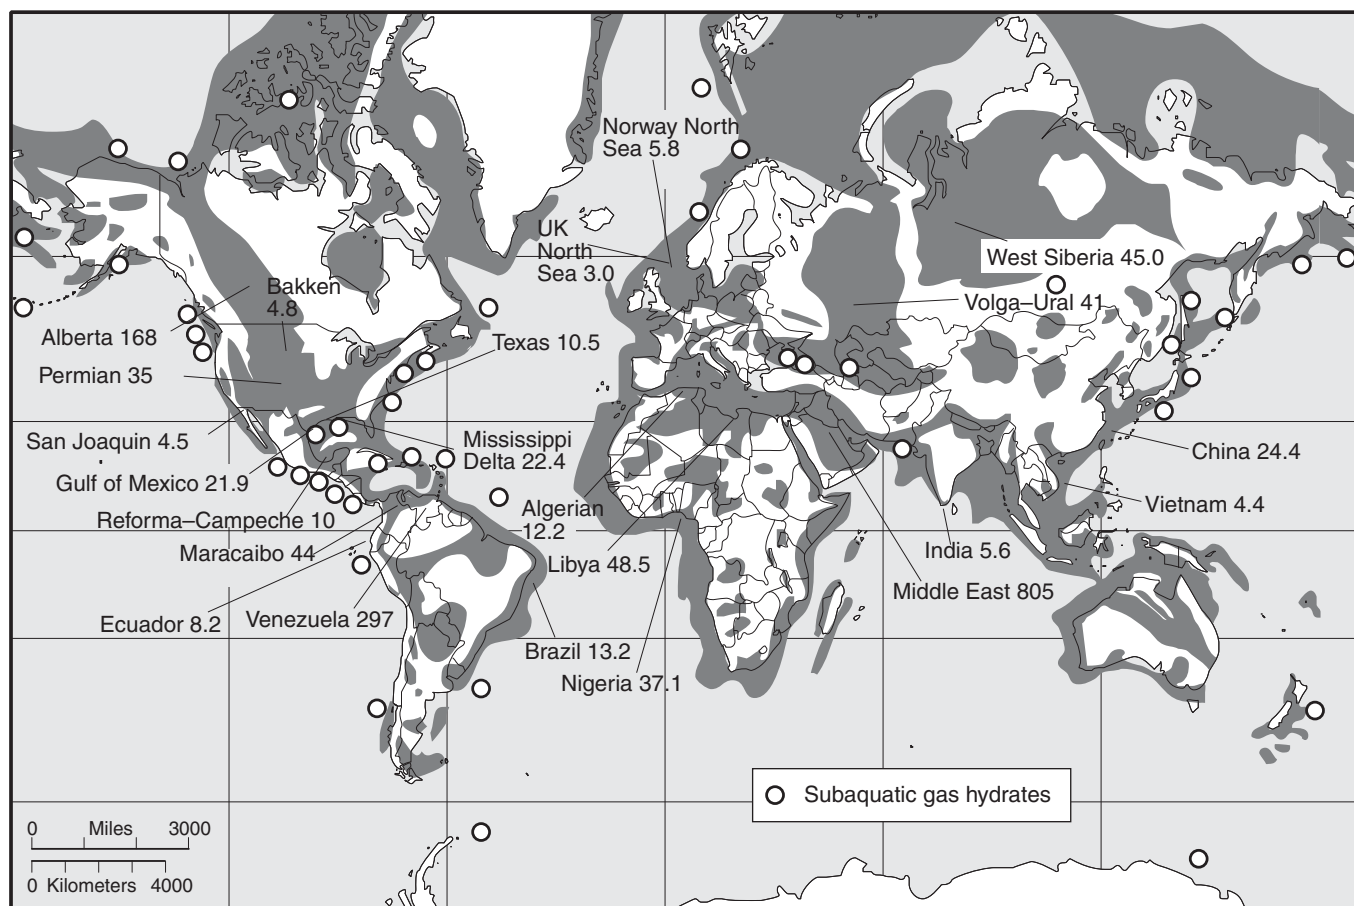 Norway North
Sea 5.8
UK
North
Sea 3.0
West Siberia 45.0
Bakken
4.8
Volga–Ural 41
Alberta 168
Texas 10.5
Permian 35
San Joaquin 4.5
Mississippi
Delta 22.4
China 24.4
Gulf of Mexico 21.9
Vietnam 4.4
Reforma–Campeche 10
Algerian
12.2
Maracaibo 44
India 5.6
Libya 48.5
Middle East 805
Ecuador 8.2
Venezuela 297
Brazil 13.2
Nigeria 37.1
Subaquatic gas hydrates
0 Miles 3000
0 Kilometers 4000